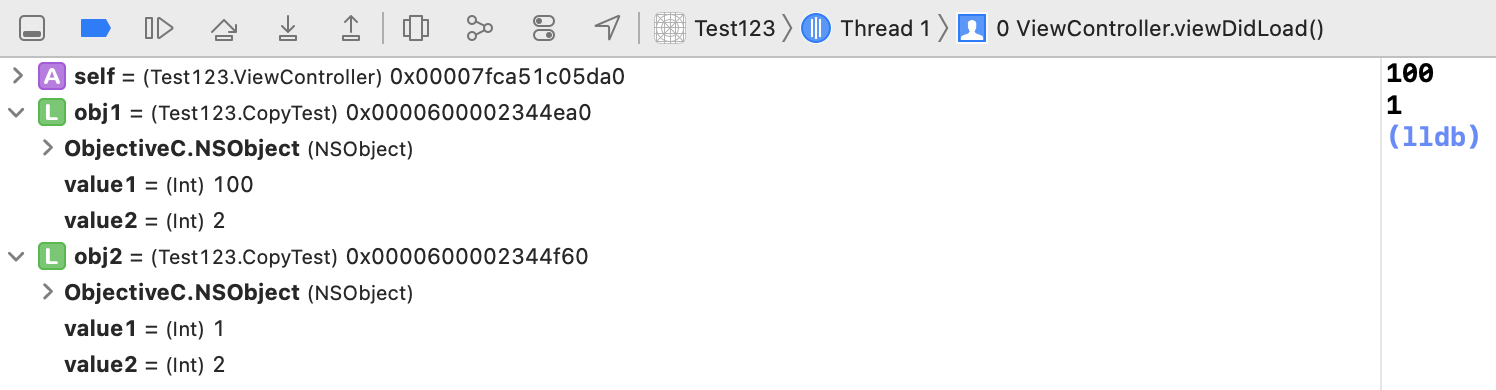 Test123 Thread 1 0 ViewController.viewDidLoad()
A self = (Test123.ViewController) 0x00007fca51c05da0
L obj1 = (Test123.CopyTest) 0x0000600002344ea0
ObjectiveC.NSObject (NSObject)
value1 = (Int) 100
value2 = (Int) 2
L obj2 = (Test123.CopyTest) 0x0000600002344f60
ObjectiveC.NSObject (NSObject)
value1 = (Int) 1
value2 = (Int) 2
100
1
(lldb)